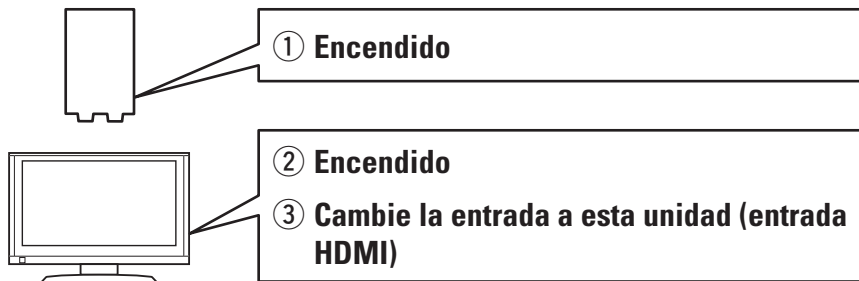 ① Encendido
② Encendido
③ Cambie la entrada a esta unidad (entrada
HDMI)